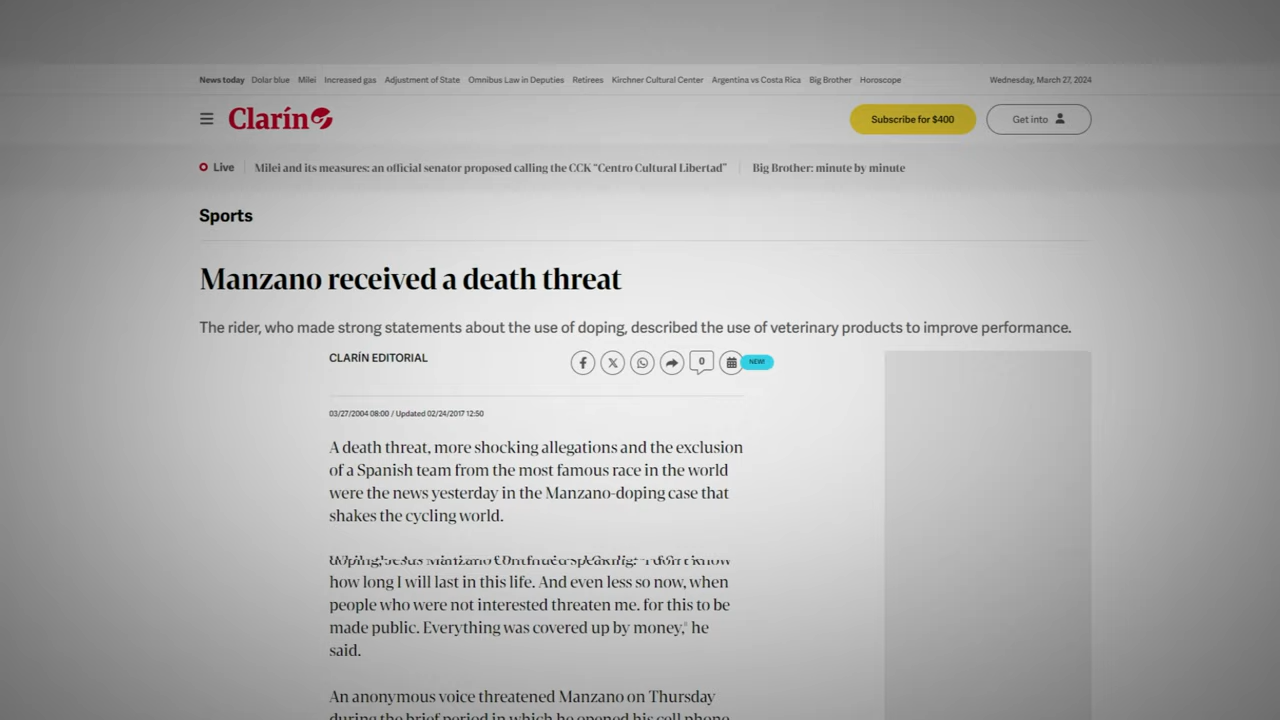 News today Dolar blue Milei Increased gas Adjustment of State Omnibus Law in Deputies Retirees Kirchner Cultural Center Argentina vs Costa Rica Big Brother Horoscope Wednesday, March 27, 2024
Clarín Subscribe for $400 Get into
Live Milei and its measures: an official senator proposed calling the CCK “Centro Cultural Libertad” Big Brother: minute by minute
Sports
Manzano received a death threat
The rider, who made strong statements about the use of doping, described the use of veterinary products to improve performance.
CLARÍN EDITORIAL 0 NEW!
03/27/2004 08:00 / Updated 02/24/2017 12:50
A death threat, more shocking allegations and the exclusion
of a Spanish team from the most famous race in the world
were the news yesterday in the Manzano-doping case that
shakes the cycling world.
how long I will last in this life. And even less so now, when
people who were not interested threaten me. for this to be
made public. Everything was covered up by money," he
said.
An anonymous voice threatened Manzano on Thursday
during the brief period in which he opened his cell phone